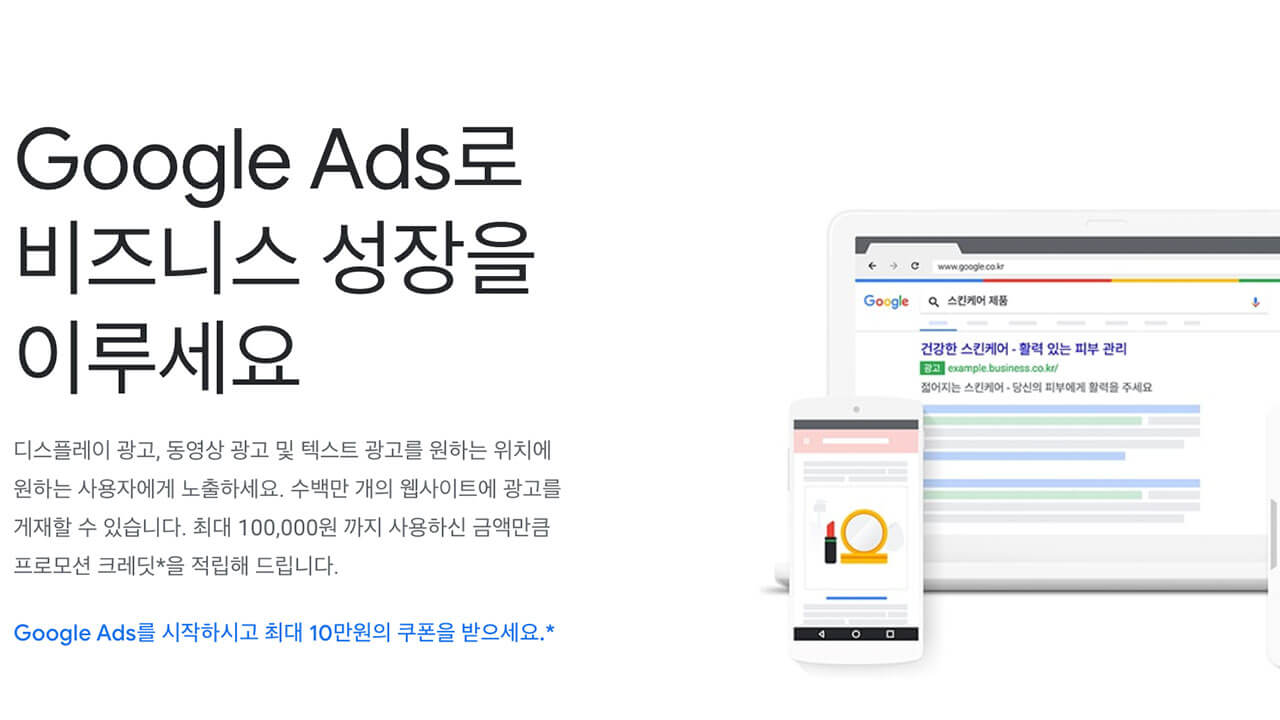 Google Ads로
비즈니스 성장을
이루세요
디스플레이 광고, 동영상 광고 및 텍스트 광고를 원하는 위치에
원하는 사용자에게 노출하세요. 수백만 개의 웹사이트에 광고를
게재할 수 있습니다. 최대 100,000원 까지 사용하신 금액만큼
프로모션 크레딧*을 적립해 드립니다.
Google Ads를 시작하시고 최대 10만원의 쿠폰을 받으세요.*
www.google.co.kr
Google 스킨케어 제품
건강한 스킨케어 - 활력 있는 피부 관리
광고 example.business.co.kr/
젊어지는 스킨케어 - 당신의 피부에게 활력을 주세요